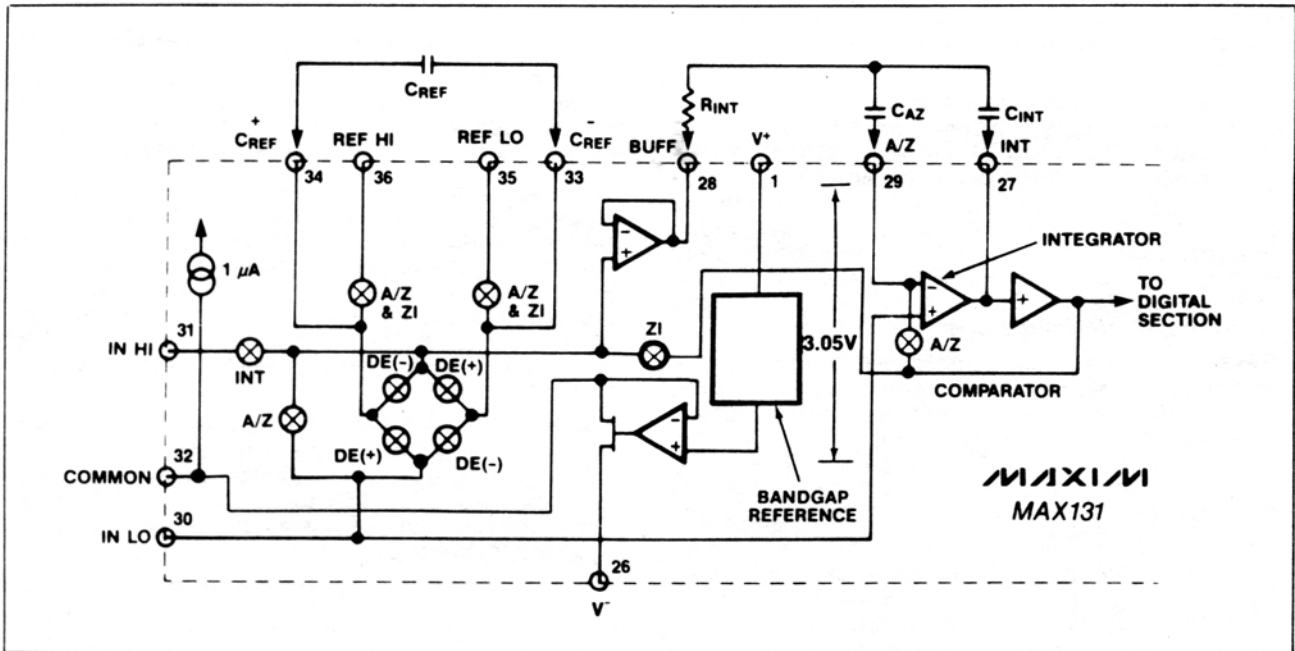 CREF
RINT
CAZ
CINT
+
CREF
REF HI
REF LO
−
CREF
BUFF
V+
A/Z
INT
34
36
35
33
28
1
29
27
INTEGRATOR
1 µA
A/Z
& ZI
A/Z
& ZI
−
+
−
+
+
TO
DIGITAL
SECTION
31
IN HI
INT
ZI
3.05V
A/Z
DE(-)
DE(+)
A/Z
COMPARATOR
−
+
DE(+)
DE(-)
32
COMMON
BANDGAP
REFERENCE
MAXIM
MAX131
30
IN LO
26
V−